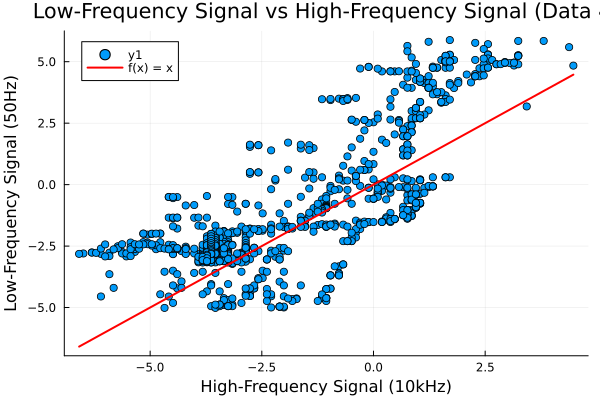 Low-Frequency Signal vs High-Frequency Signal (Data
y1
f(x) = x
5.0
2.5
0.0
−2.5
−5.0
Low-Frequency Signal (50Hz)
−5.0 −2.5 0.0 2.5
High-Frequency Signal (10kHz)